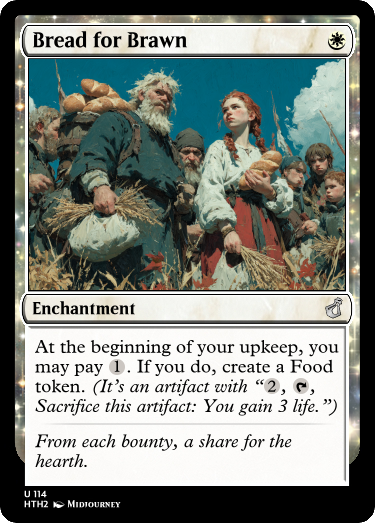 Bread for Brawn
Enchantment
At the beginning of your upkeep, you
may pay 1. If you do, create a Food
token. (It's an artifact with “2, ,
Sacrifice this artifact: You gain 3 life.”)
From each bounty, a share for the
hearth.
U 114
HTH2 Midjourney